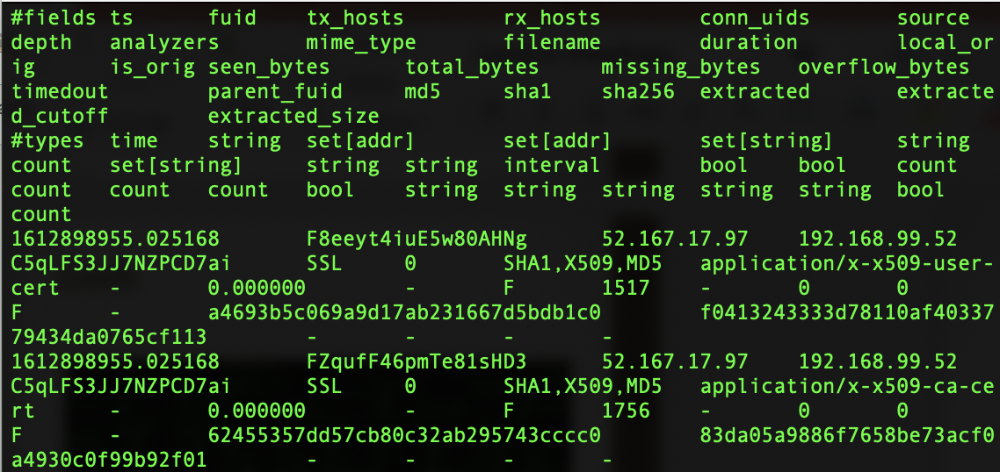 #fields ts fuid tx_hosts rx_hosts conn_uids source
depth analyzers mime_type filename duration local_or
ig is_orig seen_bytes total_bytes missing_bytes overflow_bytes
timedout parent_fuid md5 sha1 sha256 extracted extracte
d_cutoff extracted_size
#types time string set[addr] set[addr] set[string] string
count set[string] string string interval bool bool count
count count count bool string string string string string bool
count
1612898955.025168 F8eeyt4iuE5w80AHNg 52.167.17.97 192.168.99.52
C5qLFS3JJ7NZPCD7ai SSL 0 SHA1,X509,MD5 application/x-x509-user-
cert - 0.000000 - F 1517 - 0 0
F - a4693b5c069a9d17ab231667d5bdb1c0 f0413243333d78110af40337
79434da0765cf113 - - - -
1612898955.025168 FZqufF46pmTe81sHD3 52.167.17.97 192.168.99.52
C5qLFS3JJ7NZPCD7ai SSL 0 SHA1,X509,MD5 application/x-x509-ca-ce
rt - 0.000000 - F 1756 - 0 0
F - 62455357dd57cb80c32ab295743cccc0 83da05a9886f7658be73acf0
a4930c0f99b92f01 - - - -